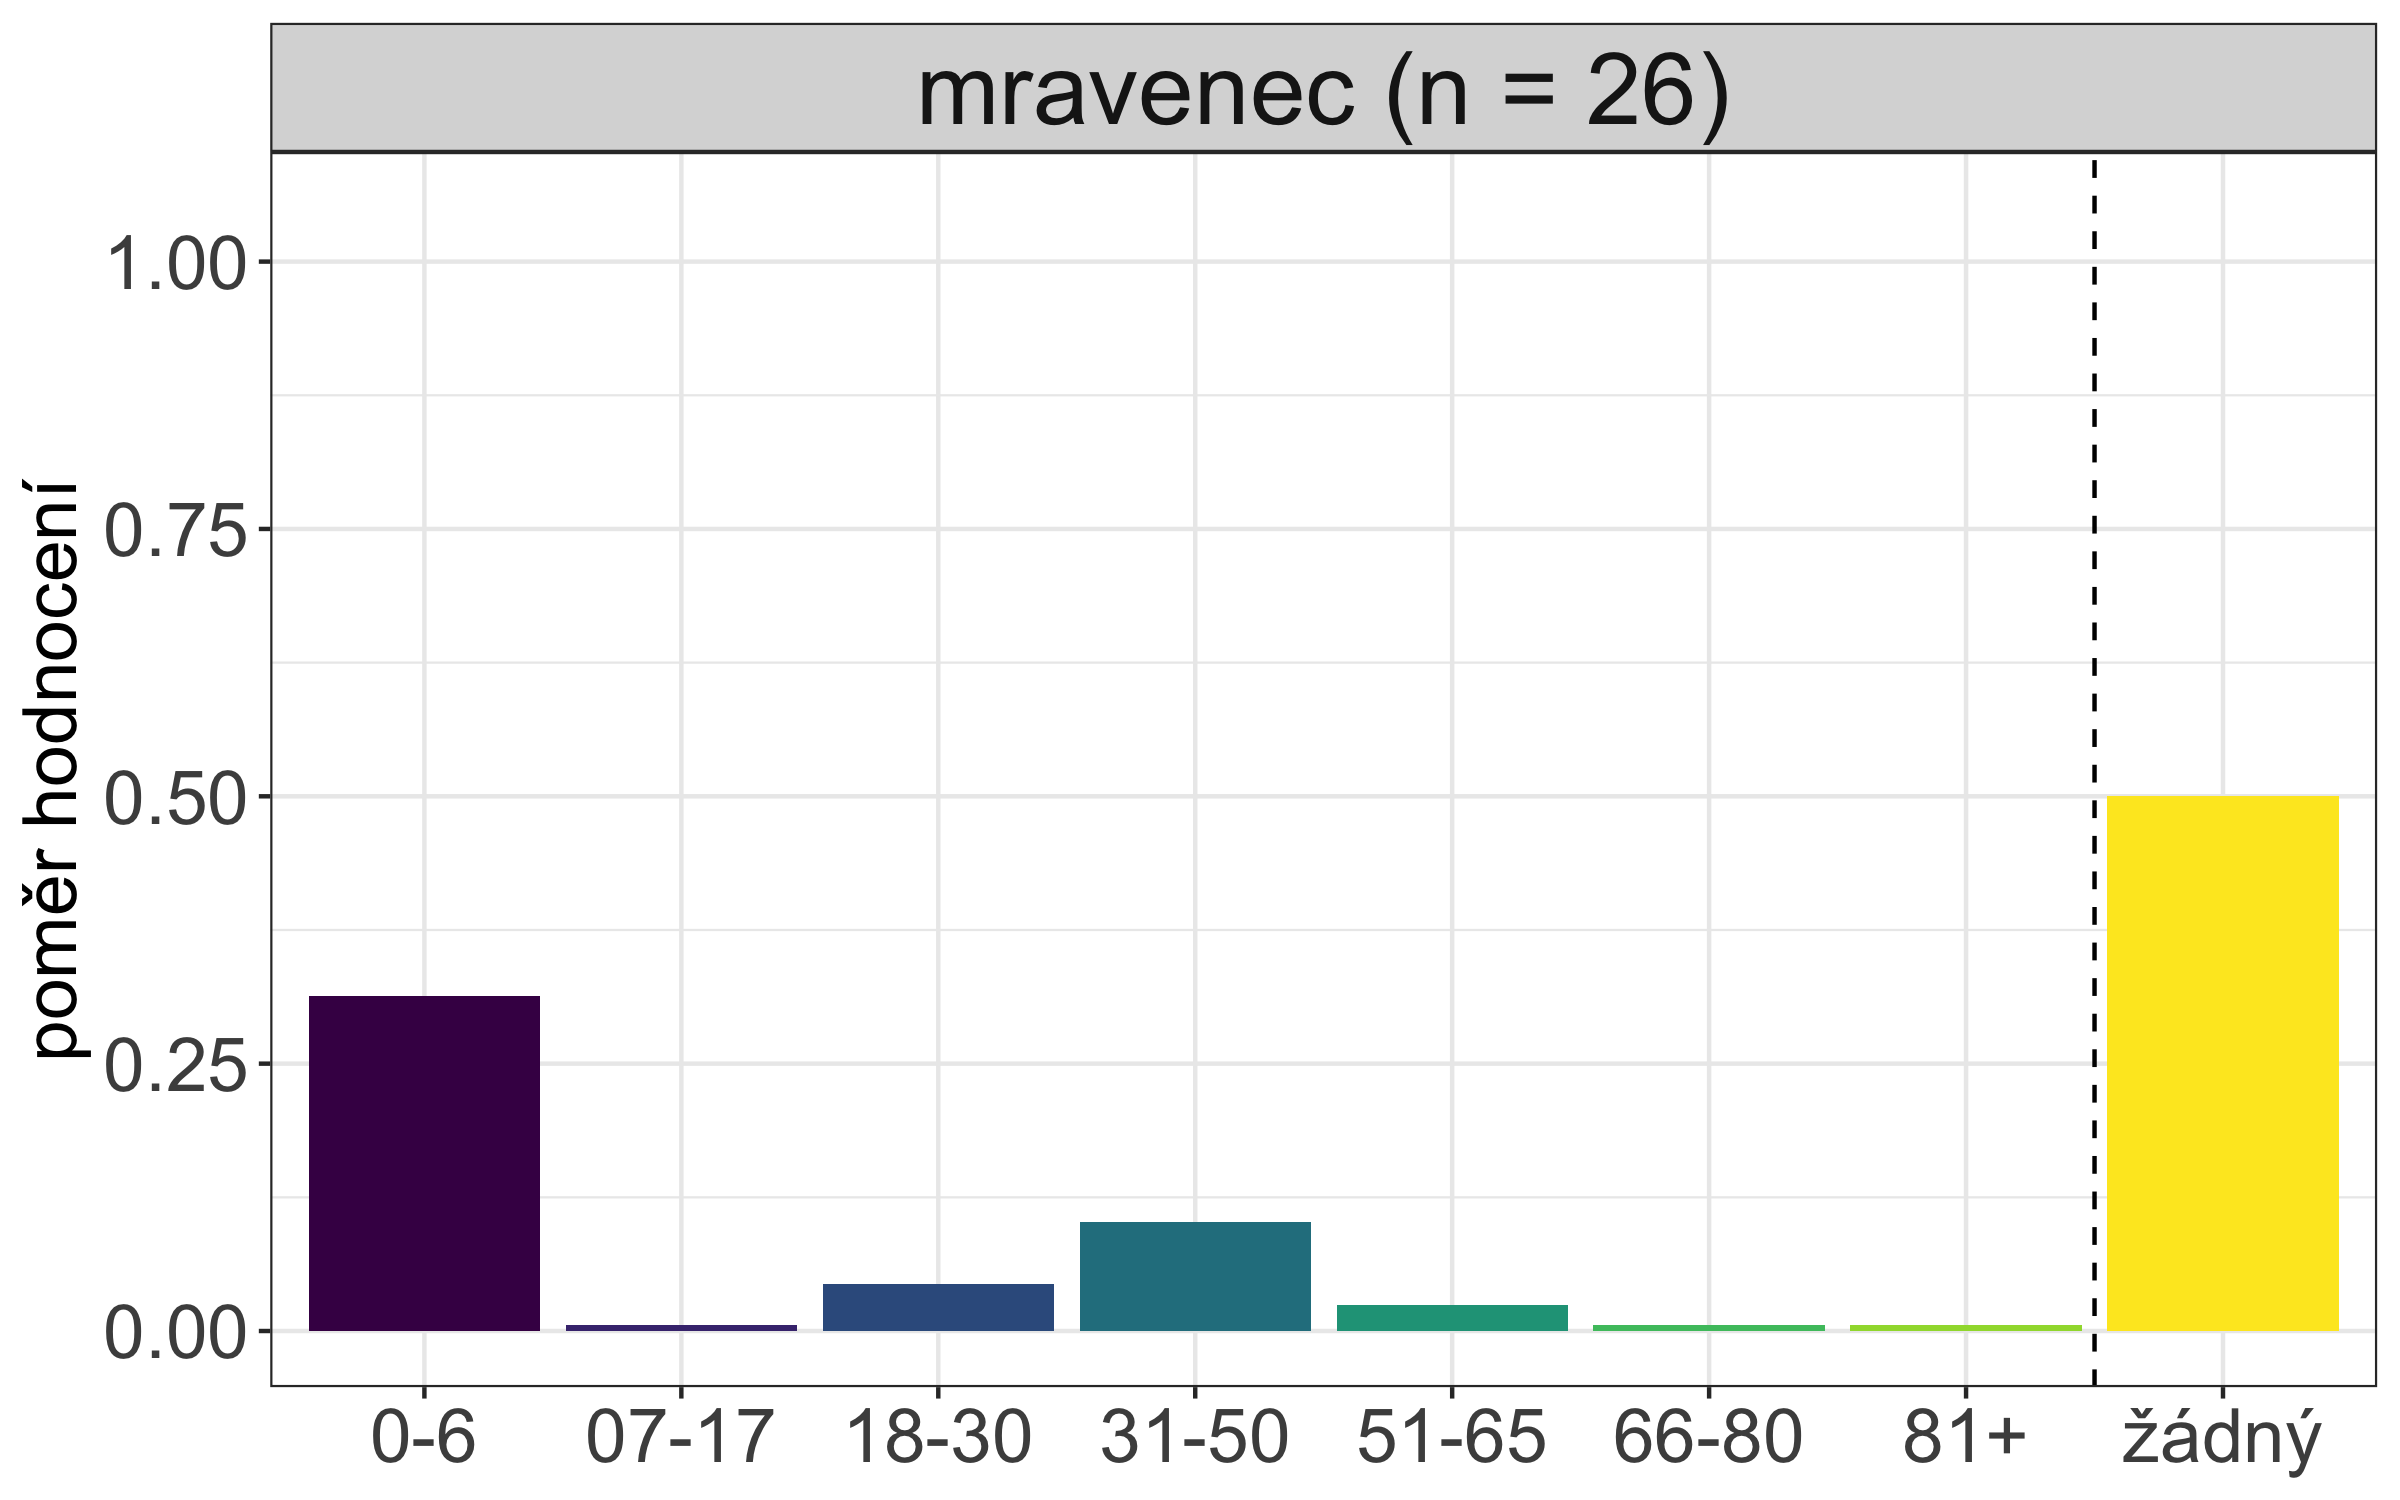 mravenec (n = 26)
poměr hodnocení
1.00
0.75
0.50
0.25
0.00
0-6 07-17 18-30 31-50 51-65 66-80 81+ žádný